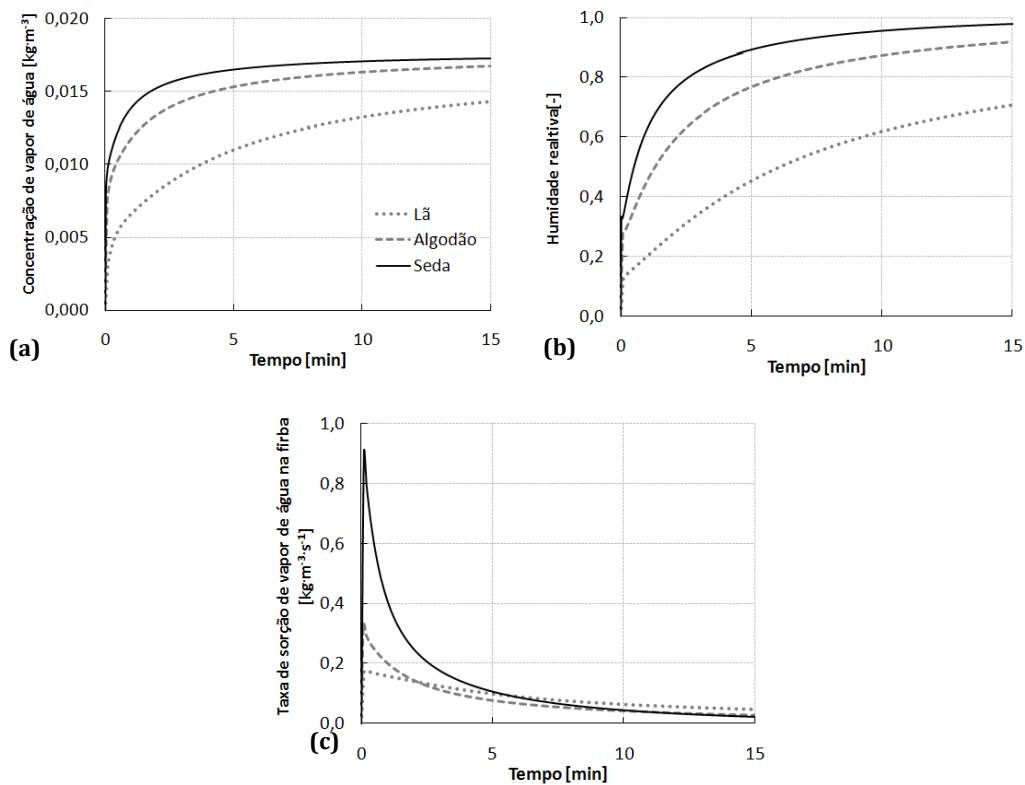 Concentração de vapor de água [kg·m⁻³]
0,020
0,015
0,010
0,005
0,000
0
5
10
15
Tempo [min]
Lã
Algodão
Seda
(a)
Humidade realtiva[-]
1,0
0,8
0,6
0,4
0,2
0,0
0
5
10
15
Tempo [min]
(b)
Taxa de sorção de vapor de água na firba
[kg·m⁻³·s⁻¹]
1,0
0,8
0,6
0,4
0,2
0,0
0
5
10
15
Tempo [min]
(c)